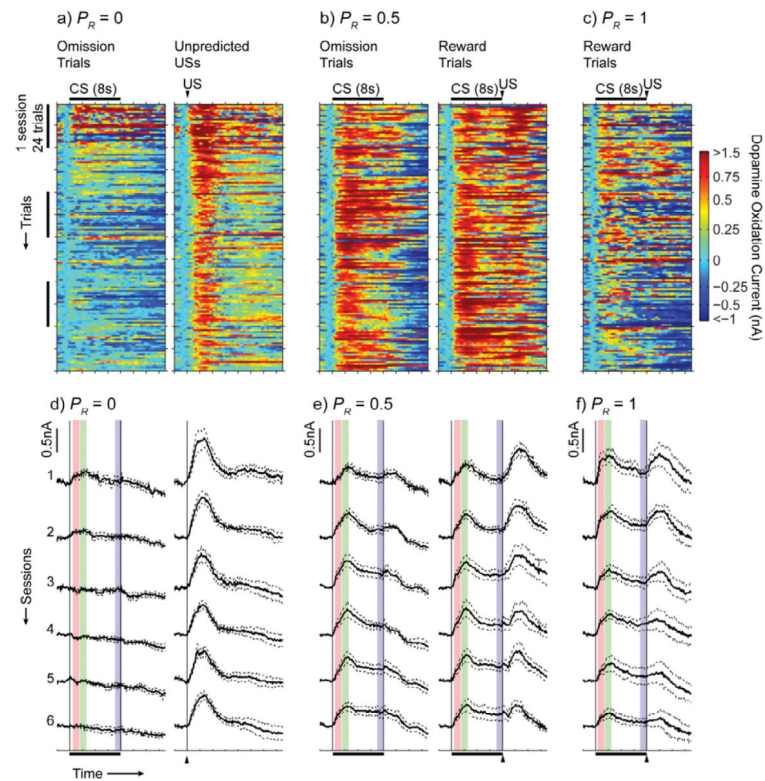 a) P_R = 0
b) P_R = 0.5
c) P_R = 1
Omission
Trials
Unpredicted
USs
Omission
Trials
Reward
Trials
Reward
Trials
CS (8s)
US
CS (8s)
CS (8s)
US
CS (8s)
US
1 session
24 trials
← Trials
>1.5
0.75
0.25
0
−0.25
−0.5
<−1
Dopamine Oxidation Current (nA)
d) P_R = 0
e) P_R = 0.5
f) P_R = 1
0.5nA
0.5nA
0.5nA
1
2
3
4
5
6
← Sessions
Time →